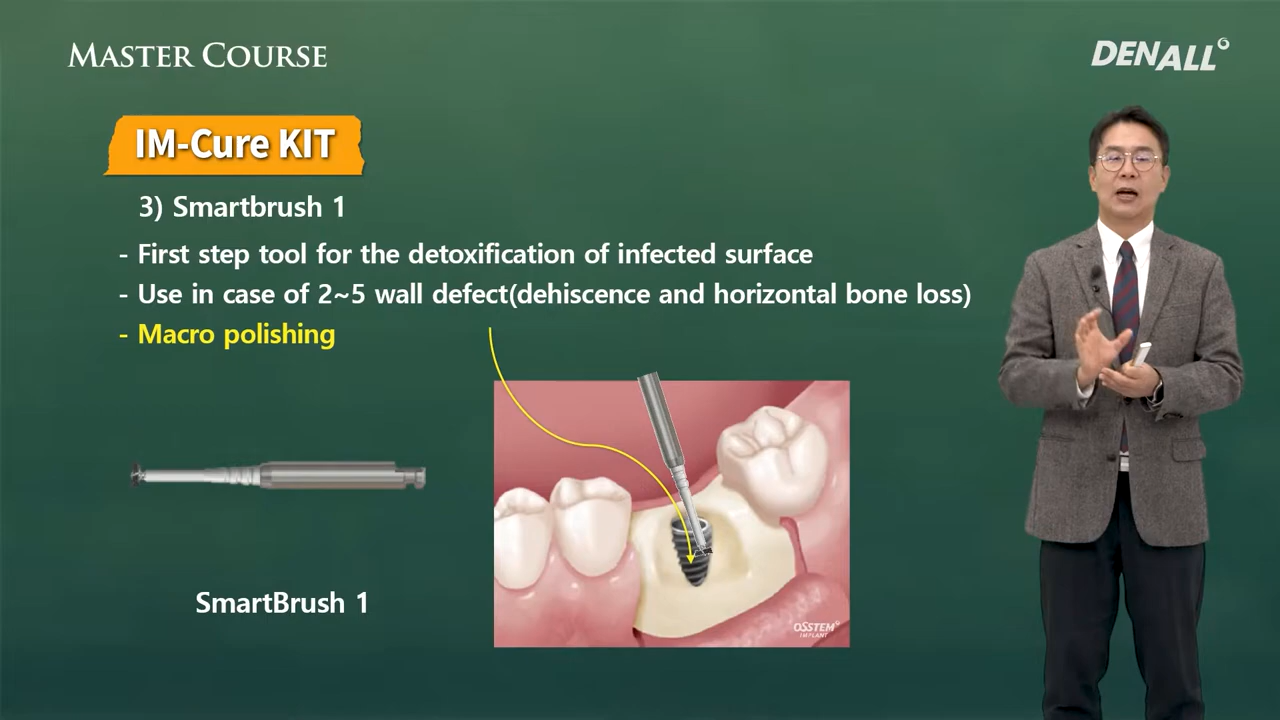 MASTER COURSE
DENALL
IM-Cure KIT
3) Smartbrush 1
- First step tool for the detoxification of infected surface
- Use in case of 2~5 wall defect(dehiscence and horizontal bone loss)
- Macro polishing
SmartBrush 1
OSSTEM
IMPLANT